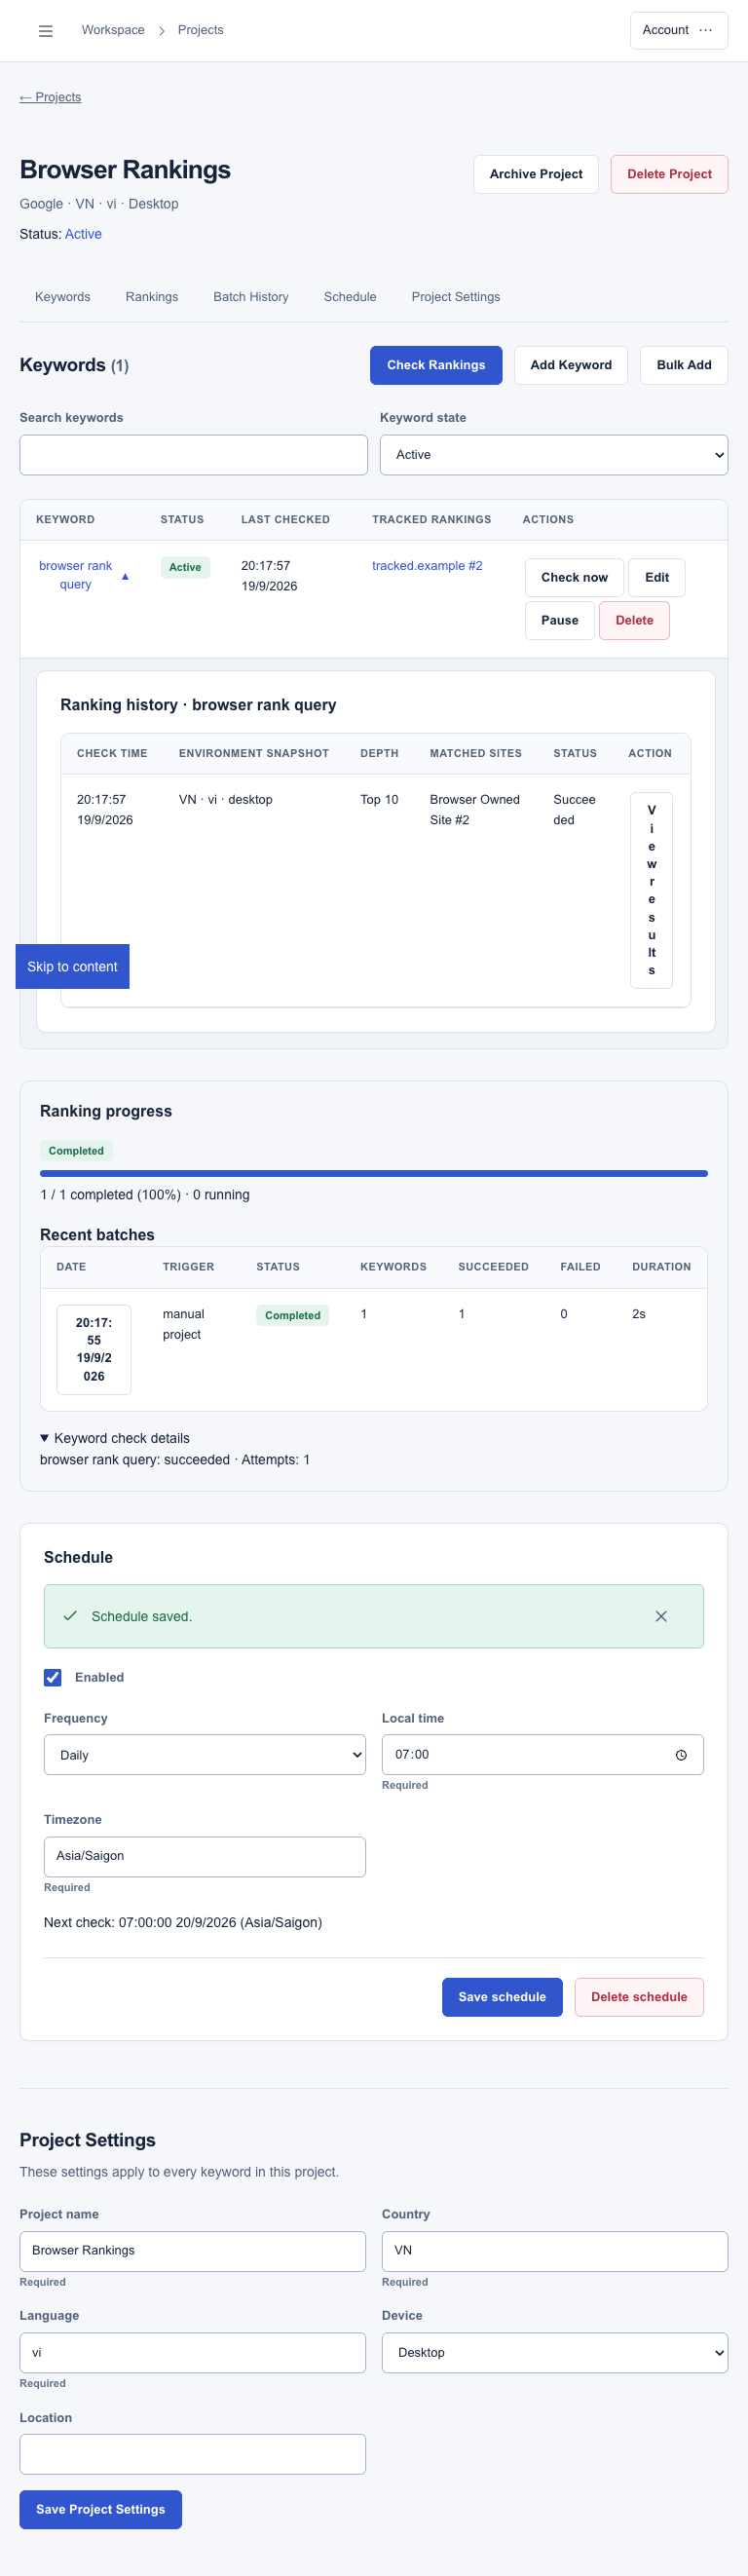 Workspace > Projects
Account ···
← Projects
Browser Rankings
Archive Project
Delete Project
Google · VN · vi · Desktop
Status: Active
Keywords
Rankings
Batch History
Schedule
Project Settings
Keywords (1)
Check Rankings
Add Keyword
Bulk Add
Search keywords
Keyword state
Active
KEYWORD STATUS LAST CHECKED TRACKED RANKINGS ACTIONS
browser rank
query
▲
Active
20:17:57
19/9/2026
tracked.example #2
Check now
Edit
Pause
Delete
Ranking history · browser rank query
CHECK TIME ENVIRONMENT SNAPSHOT DEPTH MATCHED SITES STATUS ACTION
20:17:57
19/9/2026
VN · vi · desktop
Top 10
Browser Owned
Site #2
Succee
ded
V
i
e
w
r
e
s
u
lt
s
Skip to content
Ranking progress
Completed
1 / 1 completed (100%) · 0 running
Recent batches
DATE TRIGGER STATUS KEYWORDS SUCCEEDED FAILED DURATION
20:17:
55
19/9/2
026
manual
project
Completed
1
1
0
2s
▼ Keyword check details
browser rank query: succeeded · Attempts: 1
Schedule
Schedule saved.
Enabled
Frequency
Local time
Daily
07:00
Required
Timezone
Asia/Saigon
Required
Next check: 07:00:00 20/9/2026 (Asia/Saigon)
Save schedule
Delete schedule
Project Settings
These settings apply to every keyword in this project.
Project name
Country
Browser Rankings
VN
Required
Required
Language
Device
vi
Desktop
Required
Location
Save Project Settings